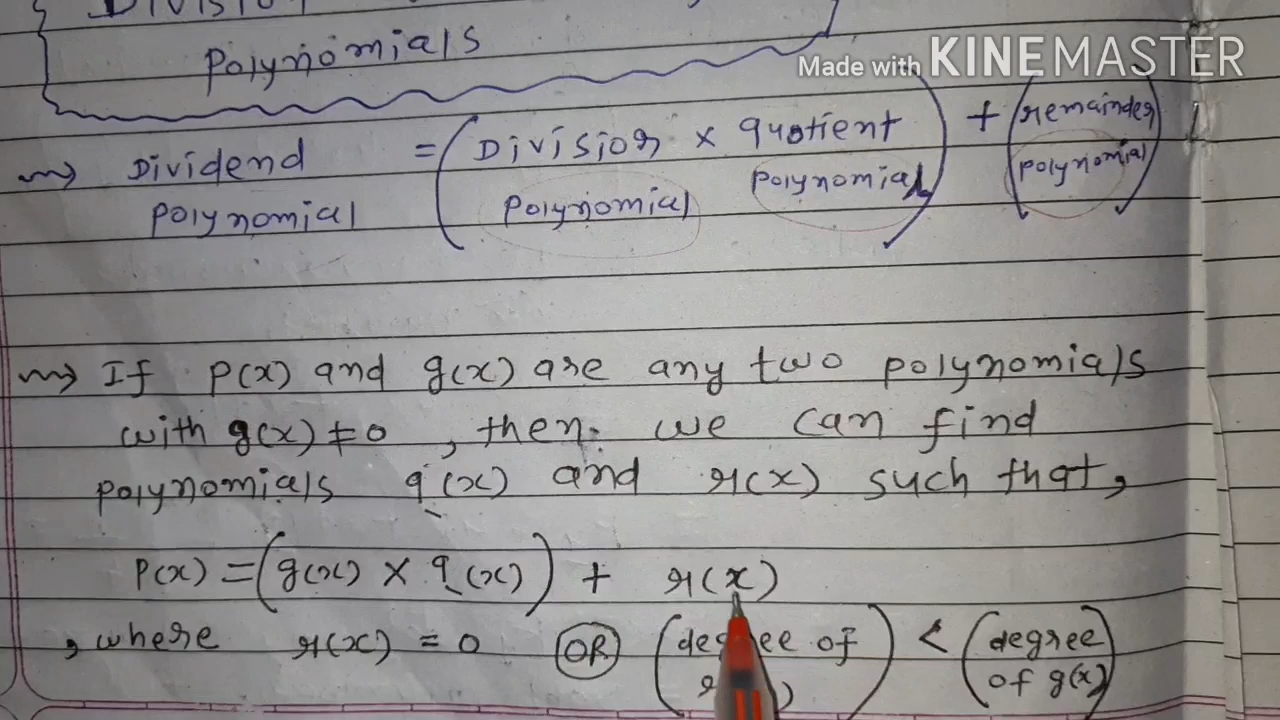 DIVISION
Polynomials
Made with KINEMASTER
Dividend = (Divisior × quotient) + (remainder
polynomial polynomial polynomial polynomial)
If p(x) and g(x) are any two polynomials
with g(x) ≠ 0, then we can find
polynomials q(x) and r(x) such that,
p(x) = (g(x) × q(x)) + r(x)
, where r(x) = 0 OR (degree of < (degree
of g(x))